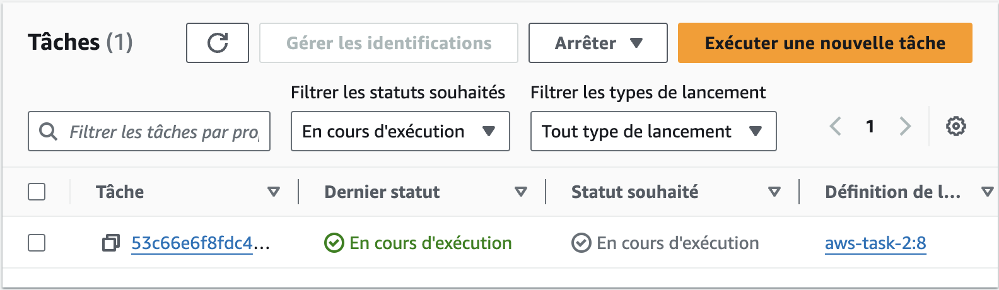 Tâches (1)
Gérer les identifications
Arrêter
Exécuter une nouvelle tâche
Filtrer les statuts souhaités
Filtrer les types de lancement
Filtrer les tâches par pro
En cours d'exécution
Tout type de lancement
1
Tâche
Dernier statut
Statut souhaité
Définition de l...
53c66e6f8fdc4...
En cours d'exécution
En cours d'exécution
aws-task-2:8